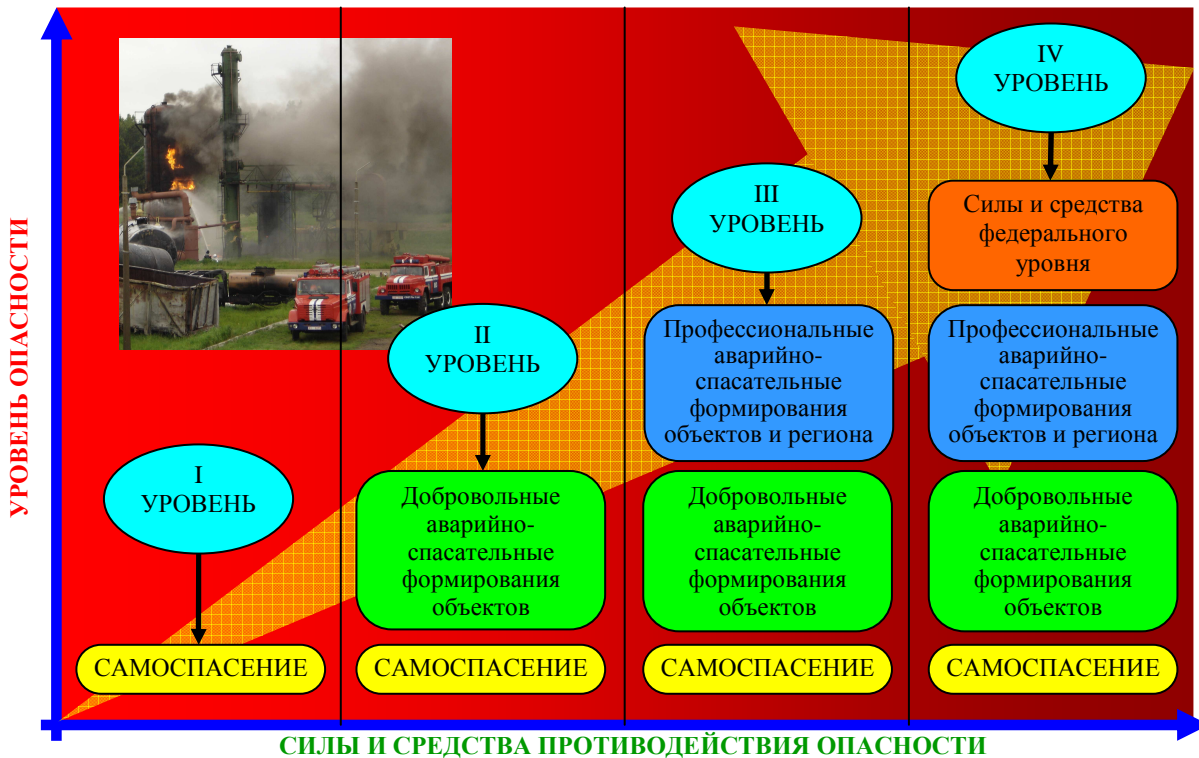 УРОВЕНЬ ОПАСНОСТИ
I
УРОВЕНЬ
САМОСПАСЕНИЕ
II
УРОВЕНЬ
Добровольные
аварийно-
спасательные
формирования
объектов
САМОСПАСЕНИЕ
III
УРОВЕНЬ
Профессиональные
аварийно-
спасательные
формирования
объектов и региона
Добровольные
аварийно-
спасательные
формирования
объектов
САМОСПАСЕНИЕ
IV
УРОВЕНЬ
Силы и средства
федерального
уровня
Профессиональные
аварийно-
спасательные
формирования
объектов и региона
Добровольные
аварийно-
спасательные
формирования
объектов
САМОСПАСЕНИЕ
СИЛЫ И СРЕДСТВА ПРОТИВОДЕЙСТВИЯ ОПАСНОСТИ